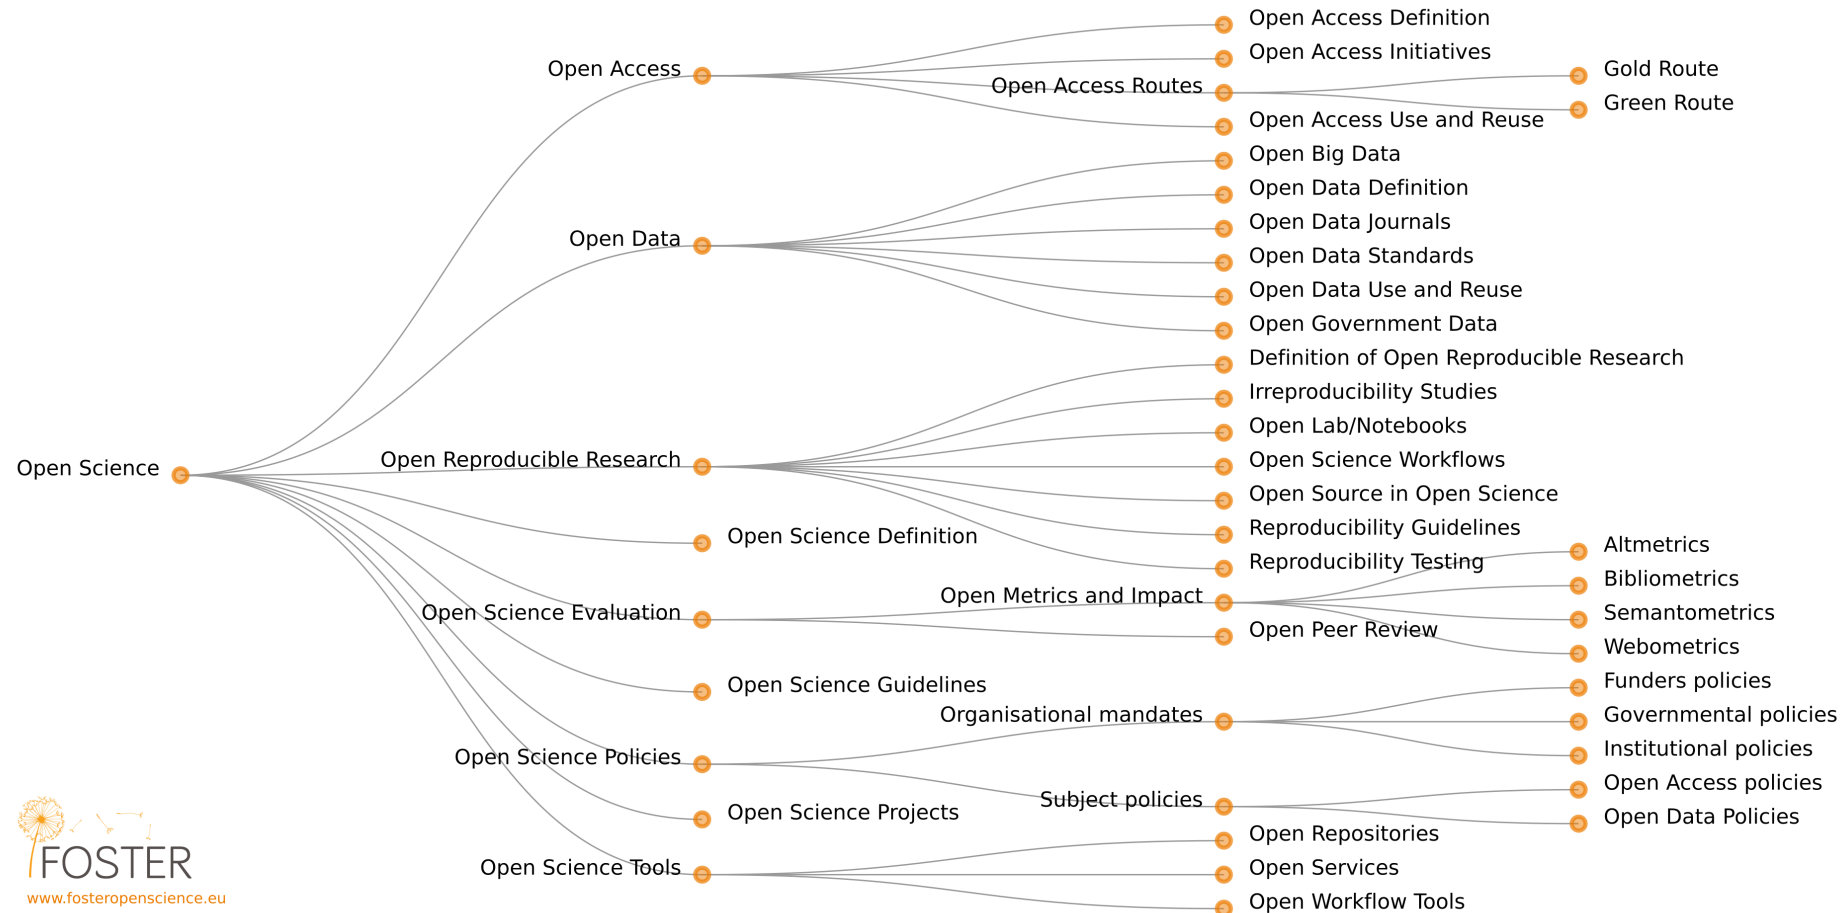 Open Science
Open Access
Open Access Definition
Open Access Initiatives
Open Access Routes
Gold Route
Green Route
Open Access Use and Reuse
Open Data
Open Big Data
Open Data Definition
Open Data Journals
Open Data Standards
Open Data Use and Reuse
Open Government Data
Open Reproducible Research
Definition of Open Reproducible Research
Irreproducibility Studies
Open Lab/Notebooks
Open Science Workflows
Open Source in Open Science
Reproducibility Guidelines
Reproducibility Testing
Open Science Definition
Open Science Evaluation
Open Metrics and Impact
Altmetrics
Bibliometrics
Semantometrics
Webometrics
Open Peer Review
Open Science Guidelines
Open Science Policies
Organisational mandates
Funders policies
Governmental policies
Institutional policies
Subject policies
Open Access policies
Open Data Policies
Open Science Projects
Open Science Tools
Open Repositories
Open Services
Open Workflow Tools
FOSTER
www.fosteropenscience.eu